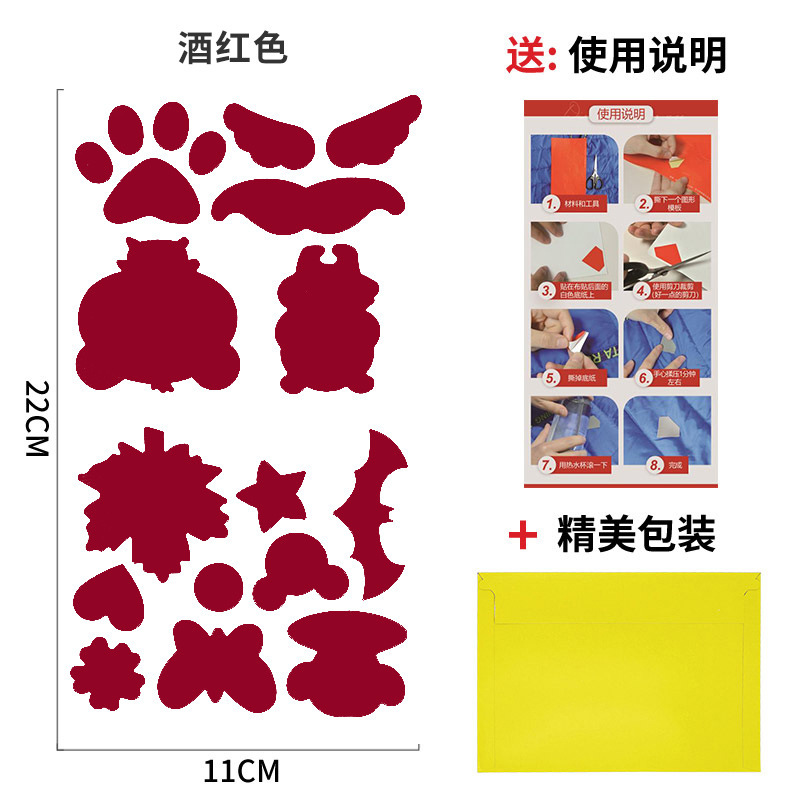 酒红色
22CM
11CM
送: 使用说明
使用说明
1. 材料和工具
2. 撕下一个图形
模板
3. 贴在布贴后面的
白色底纸上
4. 使用剪刀裁剪
(好一点的剪刀)
5. 撕掉底纸
6. 手心揉压1分钟
左右
7. 用热水杯滚一下
8. 完成
+ 精美包装